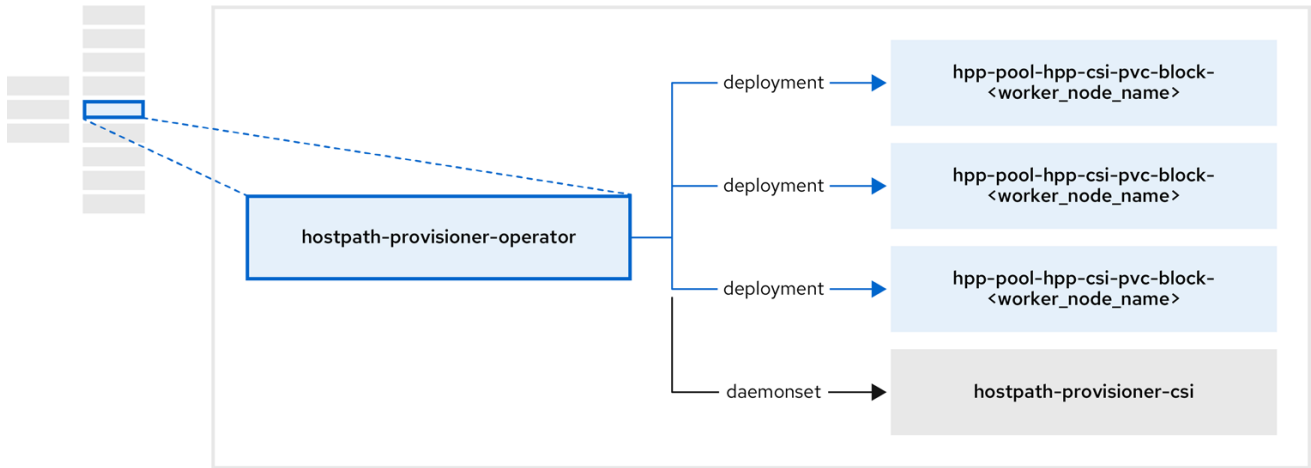 deployment
hpp-pool-hpp-csi-pvc-block-
<worker_node_name>
deployment
hpp-pool-hpp-csi-pvc-block-
<worker_node_name>
hostpath-provisioner-operator
deployment
hpp-pool-hpp-csi-pvc-block-
<worker_node_name>
daemonset
hostpath-provisioner-csi